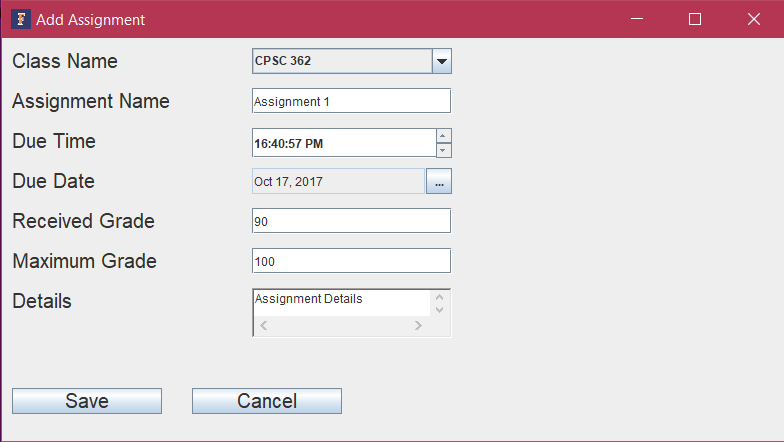 Add Assignment
Class Name CPSC 362
Assignment Name Assignment 1
Due Time 16:40:57 PM
Due Date Oct 17, 2017 ...
Received Grade 90
Maximum Grade 100
Details Assignment Details
Save Cancel